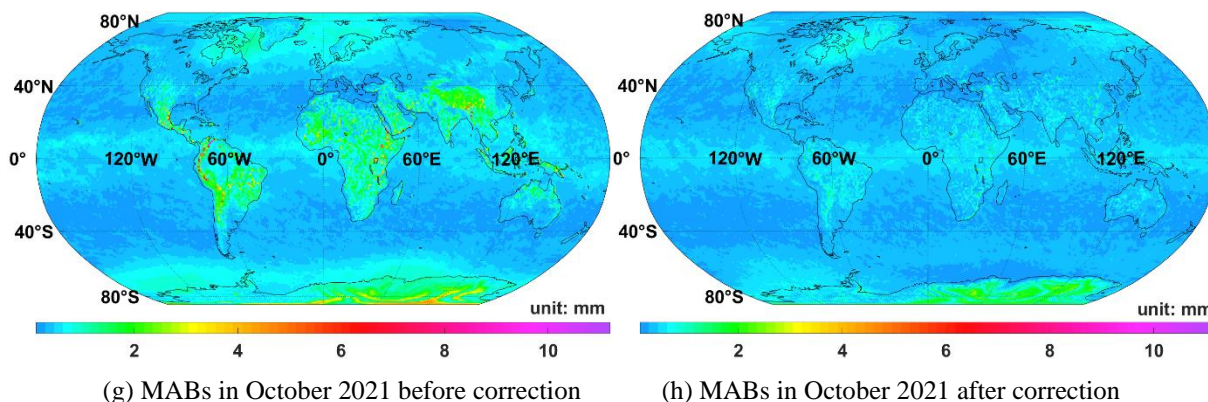 80°N
40°N
0°
120°W 60°W 0° 60°E 120°E
40°S
80°S
unit: mm
2 4 6 8 10
(g) MABs in October 2021 before correction
80°N
40°N
0°
120°W 60°W 0° 60°E 120°E
40°S
80°S
unit: mm
2 4 6 8 10
(h) MABs in October 2021 after correction